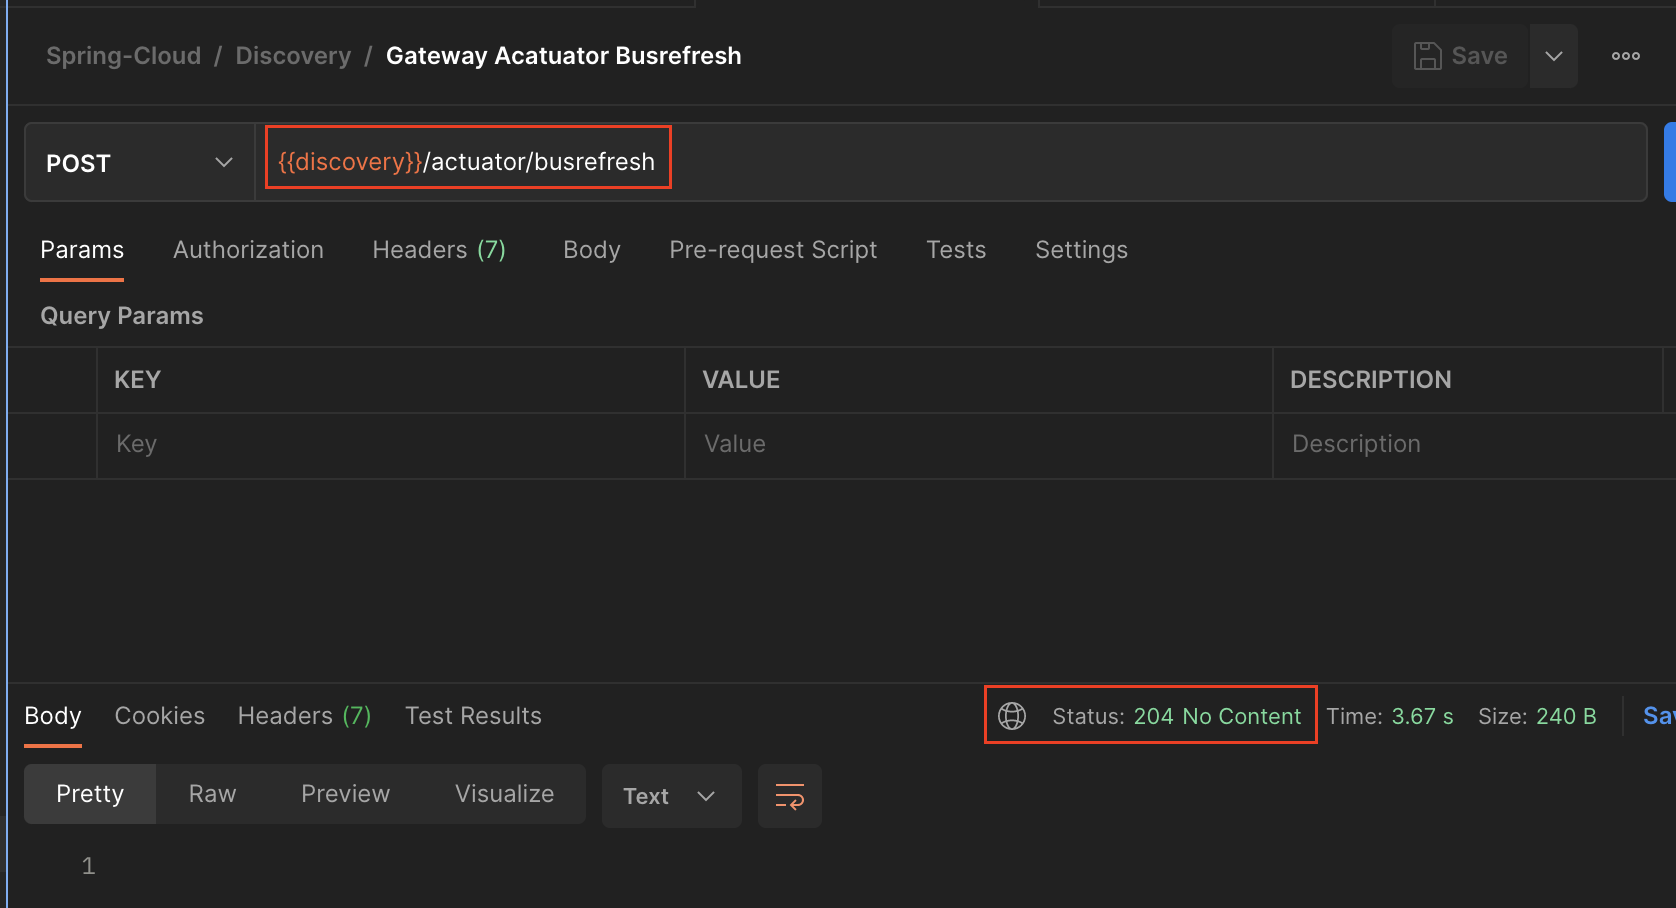 Spring-Cloud / Discovery / Gateway Acatuator Busrefresh Save
POST {{discovery}}/actuator/busrefresh
Params Authorization Headers (7) Body Pre-request Script Tests Settings
Query Params
KEY VALUE DESCRIPTION
Key Value Description
Body Cookies Headers (7) Test Results Status: 204 No Content Time: 3.67 s Size: 240 B
Pretty Raw Preview Visualize Text
1